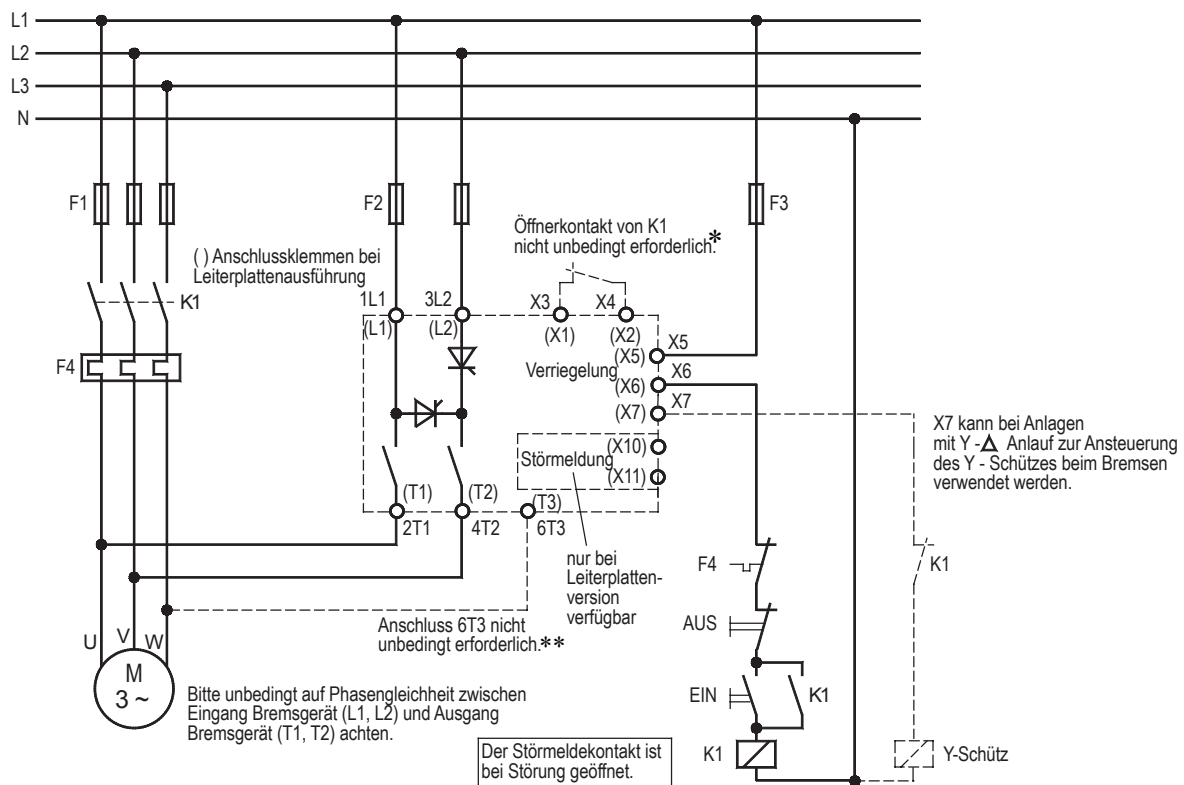 L1
L2
L3
N
F1
F2
F3
Öffnerkontakt von K1
nicht unbedingt erforderlich.*
( ) Anschlussklemmen bei
Leiterplattenausführung
K1
1L1
3L2
X3
X4
(L1)
(L2)
(X1)
(X2)
X5
(X5)
Verriegelung
X6
(X6)
X7
(X7)
F4
X7 kann bei Anlagen
mit Y - Δ Anlauf zur Ansteuerung
des Y - Schützes beim Bremsen
verwendet werden.
(X10)
Störmeldung
(X11)
(T1)
(T2)
(T3)
2T1
4T2
6T3
nur bei
Leiterplatten-
version
verfügbar
F4
K1
Anschluss 6T3 nicht
unbedingt erforderlich.**
AUS
U
V
W
M
3 ~
EIN
K1
Bitte unbedingt auf Phasengleichheit zwischen
Eingang Bremsgerät (L1, L2) und Ausgang
Bremsgerät (T1, T2) achten.
Der Störmeldekontakt ist
bei Störung geöffnet.
K1
Y-Schütz